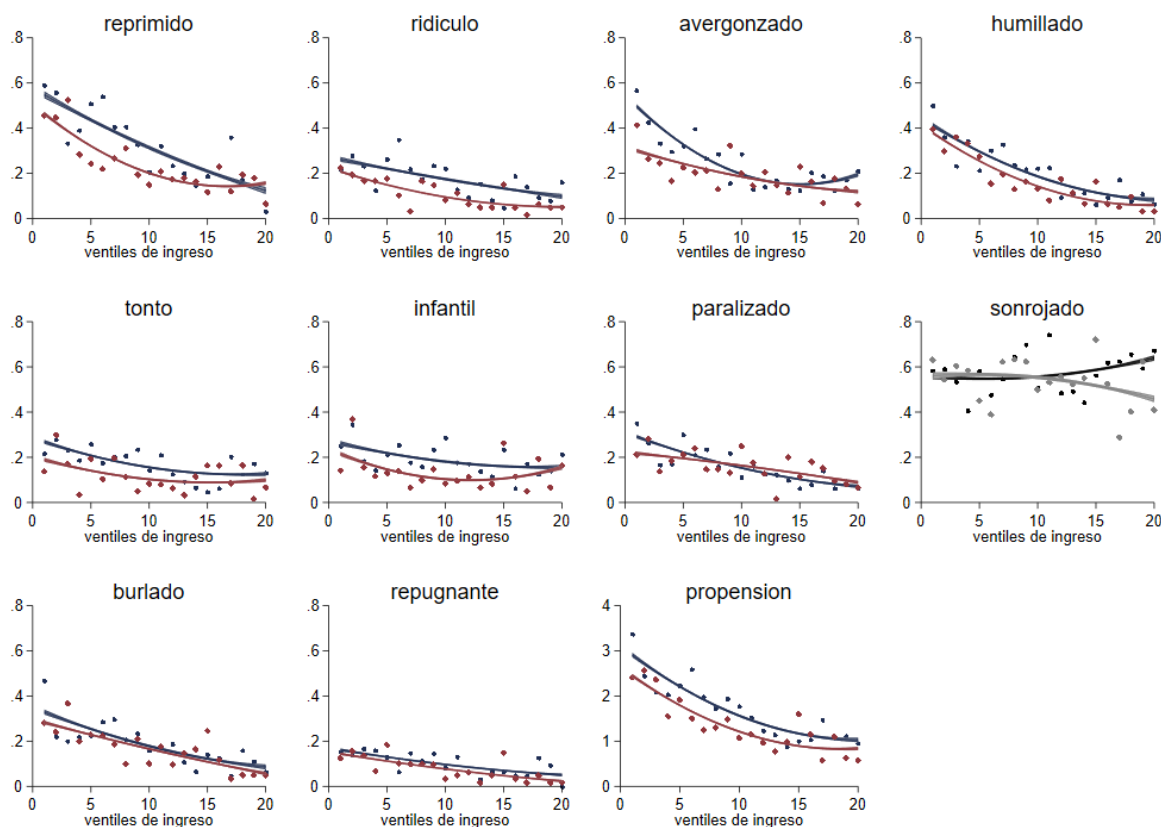 reprimido ridiculo avergonzado humillado
.8 .8 .8 .8
.6 .6 .6 .6
.4 .4 .4 .4
.2 .2 .2 .2
0 0 0 0
0 5 10 15 20 0 5 10 15 20 0 5 10 15 20 0 5 10 15 20
ventiles de ingreso ventiles de ingreso ventiles de ingreso ventiles de ingreso
tonto infantil paralizado sonrojado
.8 .8 .8 .8
.6 .6 .6 .6
.4 .4 .4 .4
.2 .2 .2 .2
0 0 0 0
0 5 10 15 20 0 5 10 15 20 0 5 10 15 20 0 5 10 15 20
ventiles de ingreso ventiles de ingreso ventiles de ingreso ventiles de ingreso
burlado repugnante propension
.8 .8 4
.6 .6 3
.4 .4 2
.2 .2 1
0 0 0
0 5 10 15 20 0 5 10 15 20 0 5 10 15 20
ventiles de ingreso ventiles de ingreso ventiles de ingreso